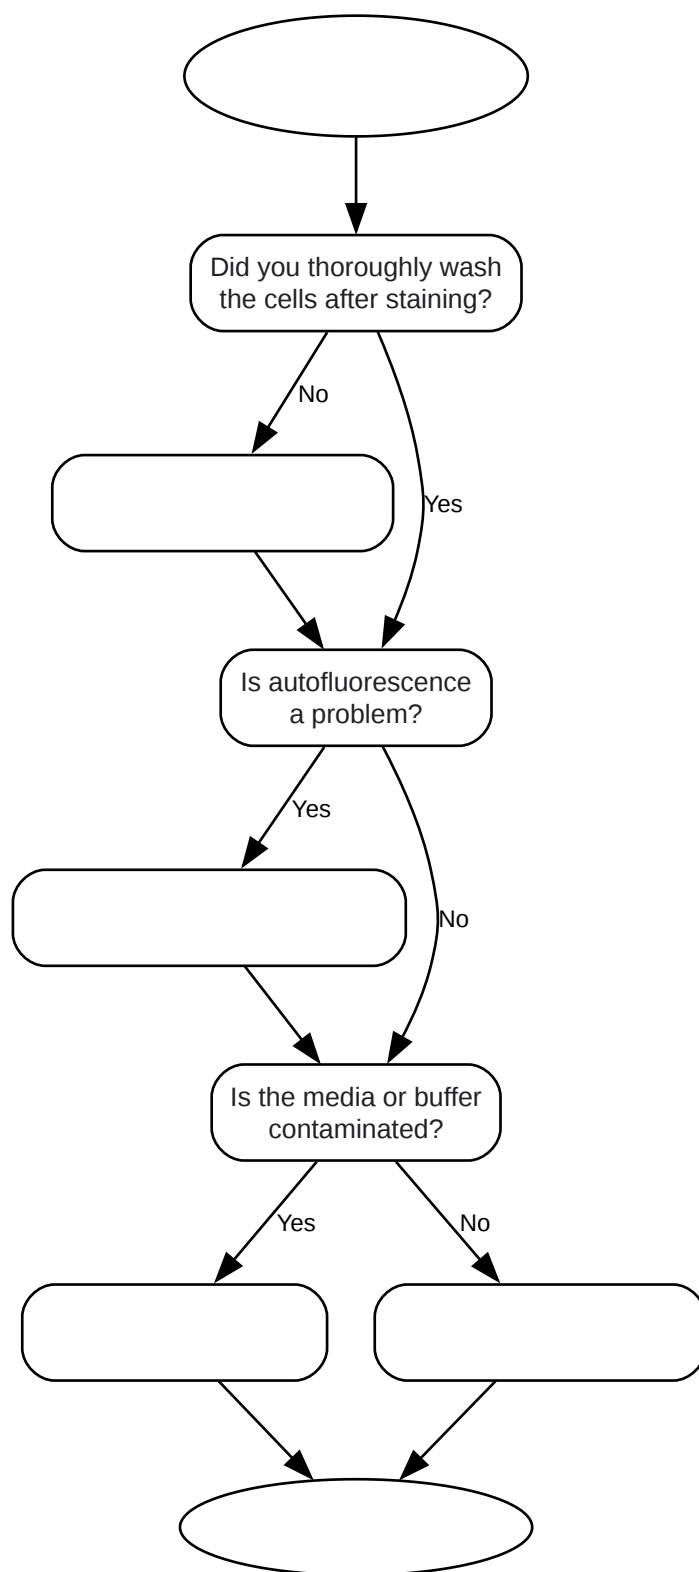 Did you thoroughly wash
the cells after staining?
No
Yes
Is autofluorescence
a problem?
Yes
No
Is the media or buffer
contaminated?
Yes
No